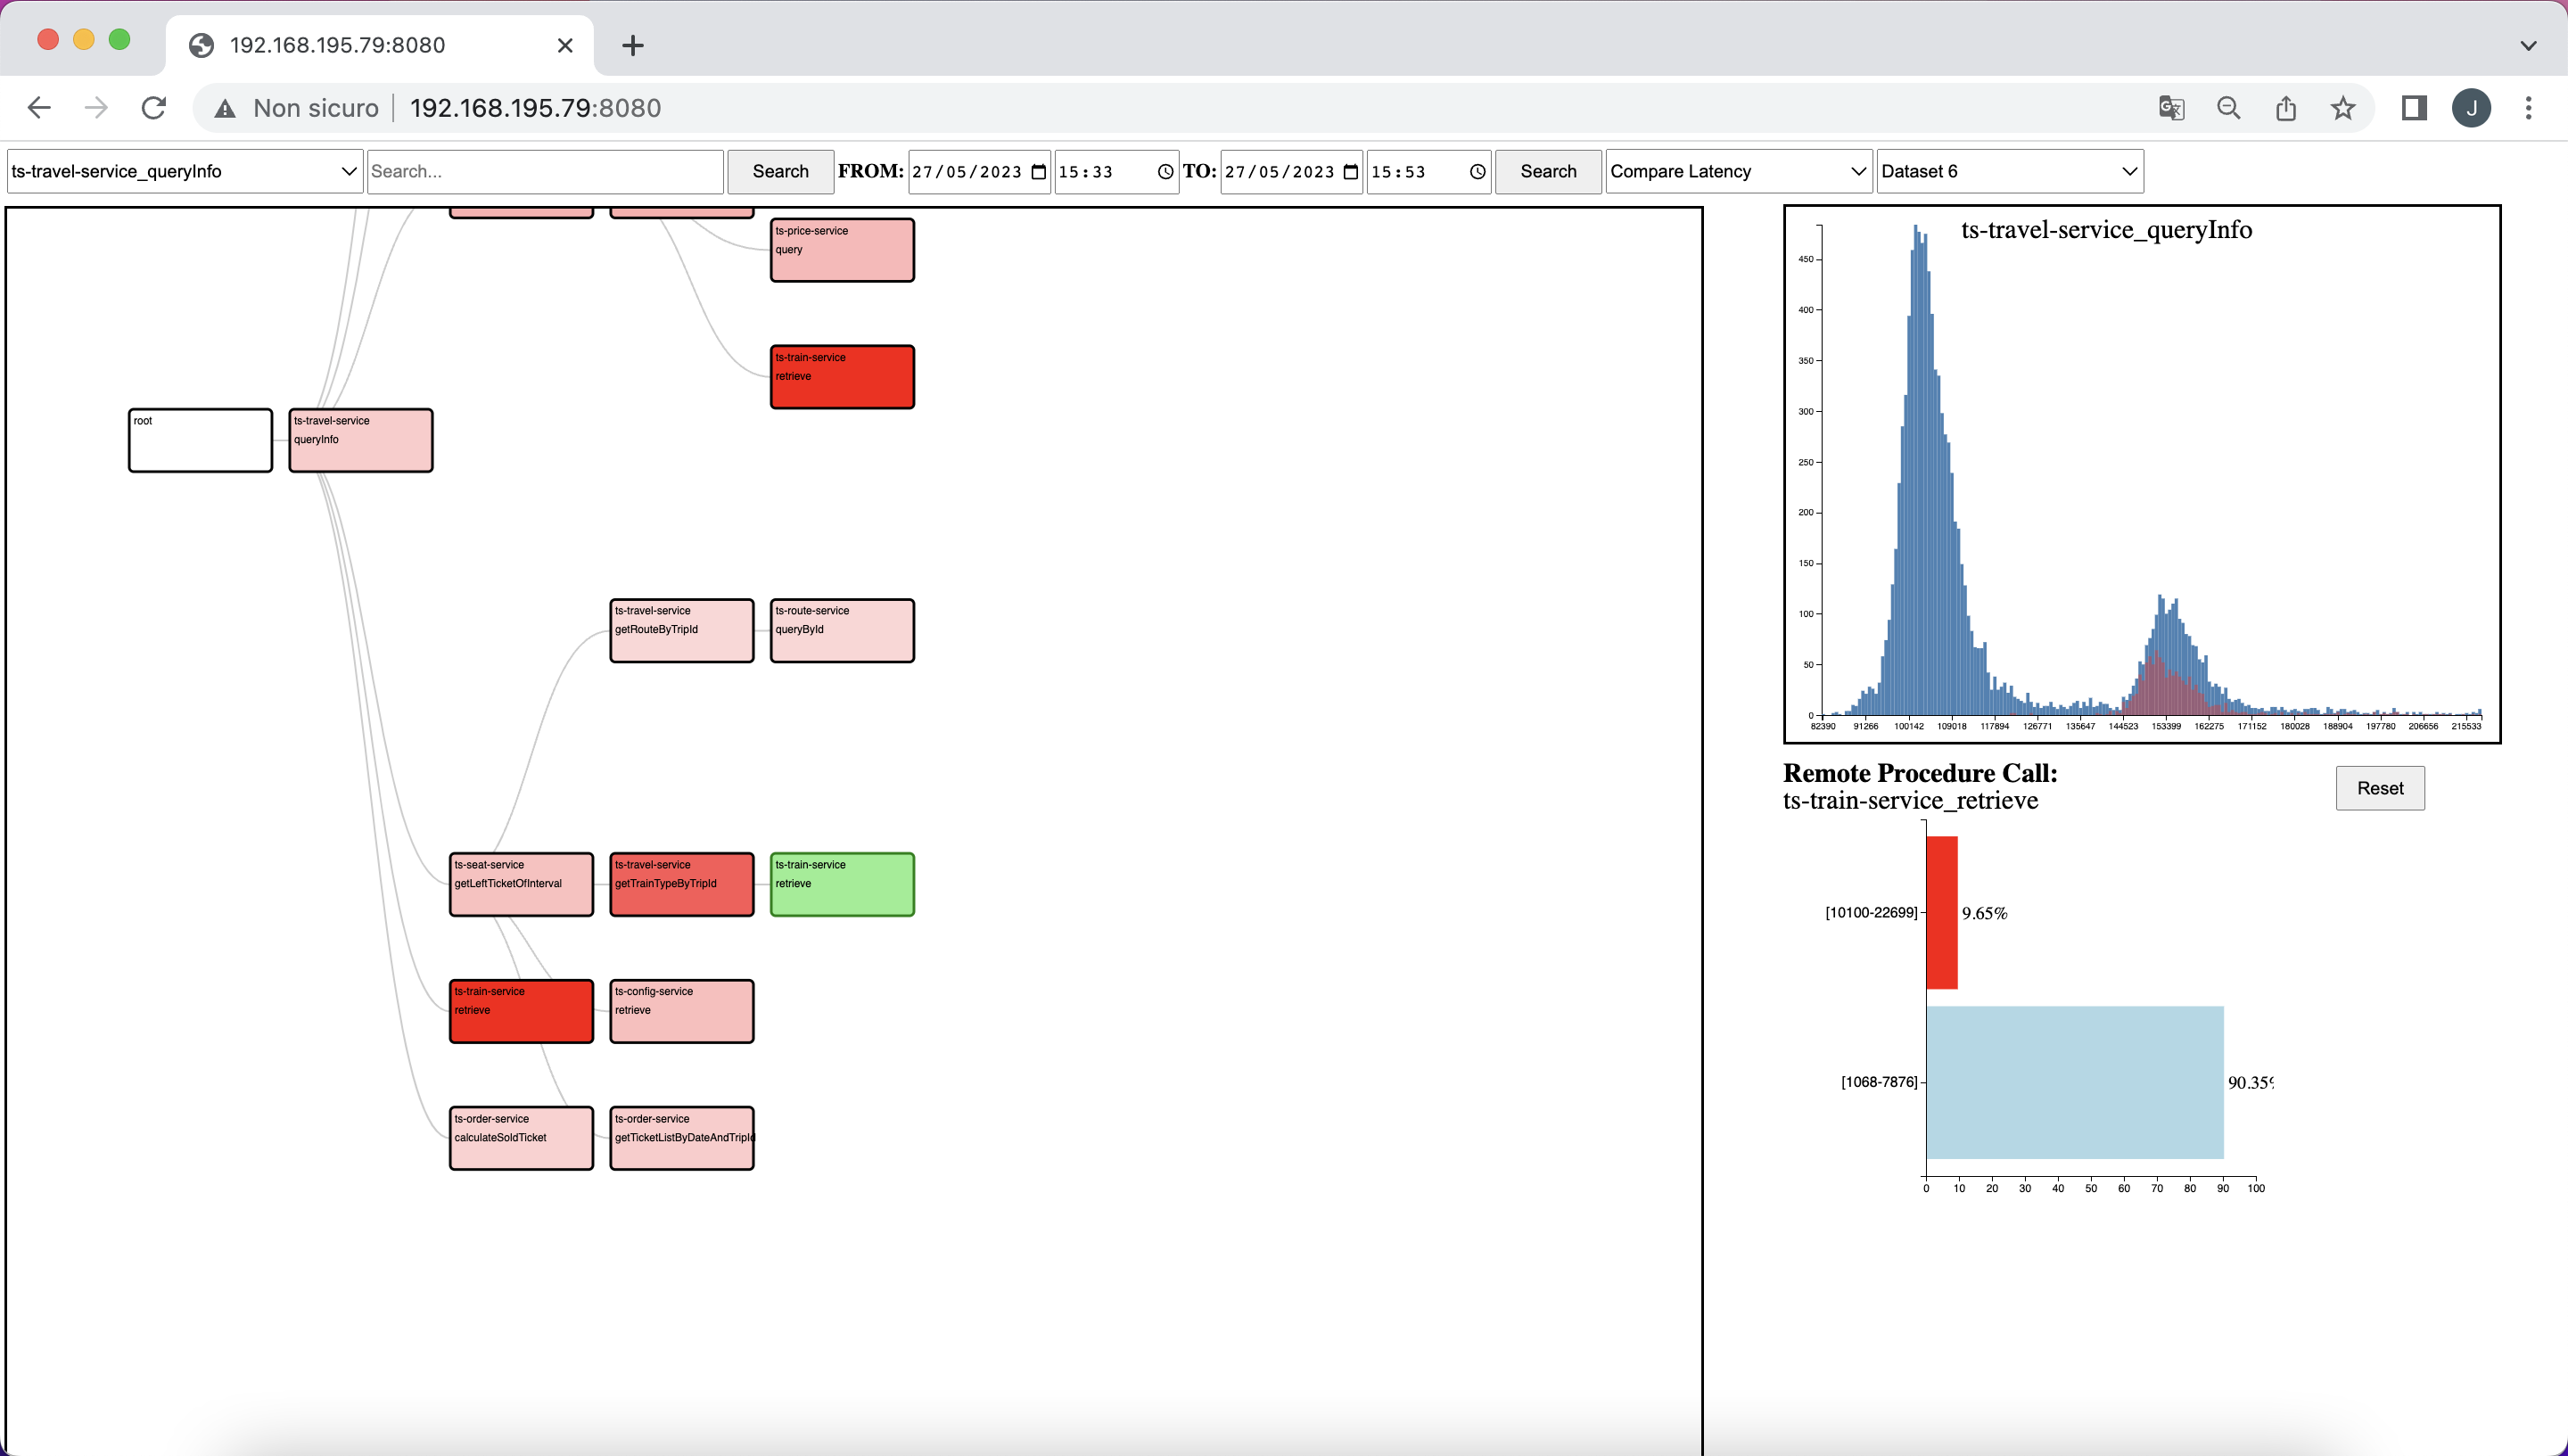 192.168.195.79:8080
Non sicuro 192.168.195.79:8080
J
ts-travel-service_queryInfo Search... Search FROM: 27/05/2023 15:33 TO: 27/05/2023 15:53 Search Compare Latency Dataset 6
ts-price-service
query
ts-train-service
retrieve
root
ts-travel-service
queryInfo
ts-travel-service
getRouteByTripId
ts-route-service
queryById
ts-seat-service
getLeftTicketOfInterval
ts-travel-service
getTrainTypeByTripId
ts-train-service
retrieve
ts-train-service
retrieve
ts-config-service
retrieve
ts-order-service
calculateSoldTicket
ts-order-service
getTicketListByDateAndTripId
ts-travel-service_queryInfo
450
400
350
300
250
200
150
100
50
0
82390 91266 100142 109018 117894 126771 135647 144523 153399 162275 171152 180028 188904 197780 206656 215533
Remote Procedure Call:
ts-train-service_retrieve
Reset
[10100-22699] 9.65%
[1068-7876] 90.35%
0 10 20 30 40 50 60 70 80 90 100